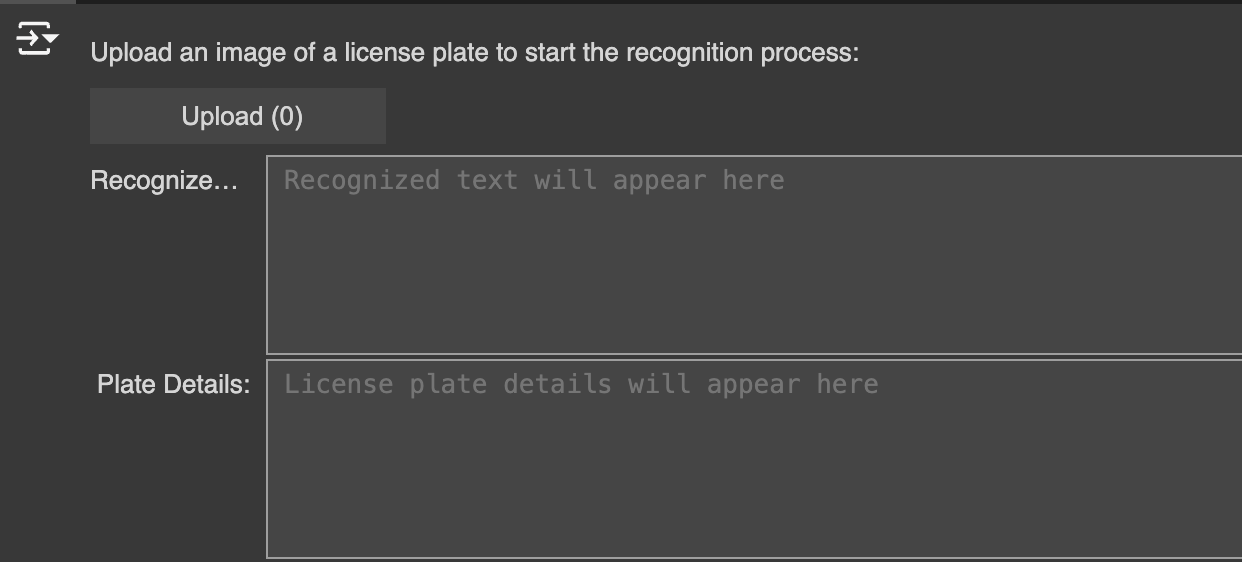 Upload an image of a license plate to start the recognition process:
Upload (0)
Recognize…
Recognized text will appear here
Plate Details:
License plate details will appear here